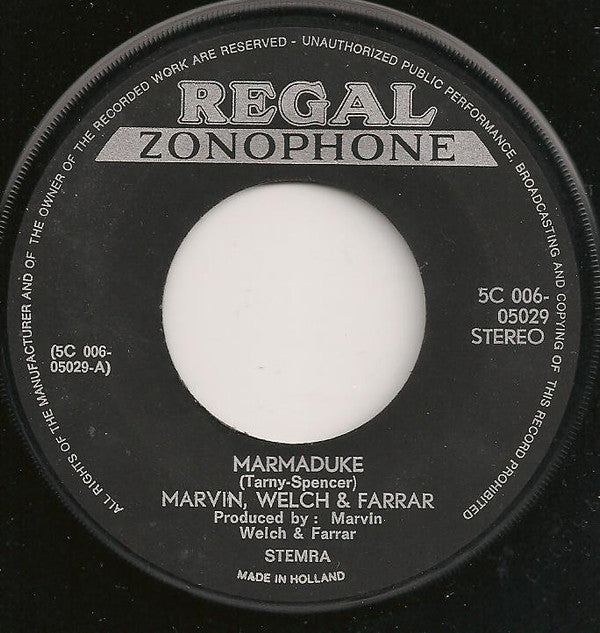 ALL RIGHTS OF THE MANUFACTURER AND OF THE OWNER OF THE RECORDED WORK ARE RESERVED - UNAUTHORIZED PUBLIC PERFORMANCE, BROADCASTING AND COPYING OF THIS RECORD PROHIBITED
REGAL
ZONOPHONE
5C 006-
05029
STEREO
(5C 006-
05029-A)
MARMADUKE
(Tarny-Spencer)
MARVIN, WELCH & FARRAR
Produced by : Marvin
Welch & Farrar
STEMRA
MADE IN HOLLAND